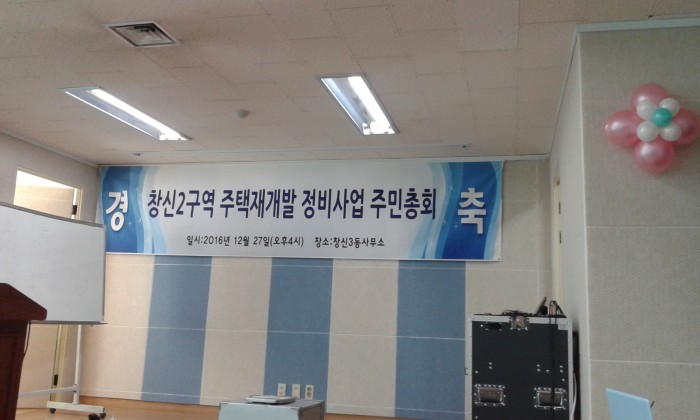 경 축
창신2구역 주택재개발 정비사업 주민총회
일시:2016년 12월 27일(오후4시) 장소:창신3동사무소